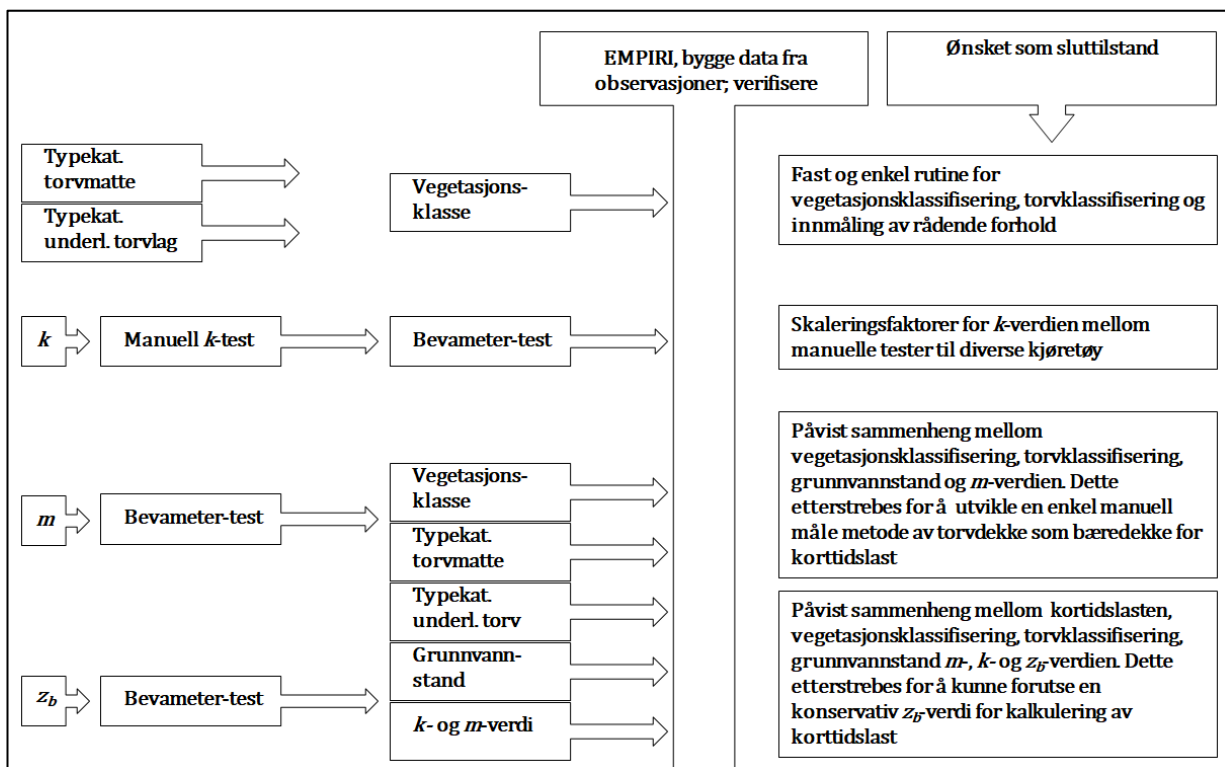 EMPIRI, bygge data fra
observasjoner; verifisere
Ønsket som sluttilstand
Typekat.
torvmatte
Typekat.
underl. torvlag
Vegetasjons-
klasse
Fast og enkel rutine for
vegetasjonsklassifisering, torvklassifisering og
innmåling av rådende forhold
k
Manuell k-test
Bevameter-test
Skaleringsfaktorer for k-verdien mellom
manuelle tester til diverse kjøretøy
m
Bevameter-test
Vegetasjons-
klasse
Typekat.
torvmatte
Typekat.
underl. torv
Påvist sammenheng mellom
vegetasjonsklassifisering, torvklassifisering,
grunnvannstand og m-verdien. Dette
etterstrebes for å utvikle en enkel manuell
måle metode av torvdekke som bæredekke for
korttidslast
z_b
Bevameter-test
Grunnvann-
stand
k- og m-verdi
Påvist sammenheng mellom kortidslasten,
vegetasjonsklassifisering, torvklassifisering,
grunnvannstand m-, k- og z_b-verdien. Dette
etterstrebes for å kunne forutse en
konservativ z_b-verdi for kalkulering av
korttidslast